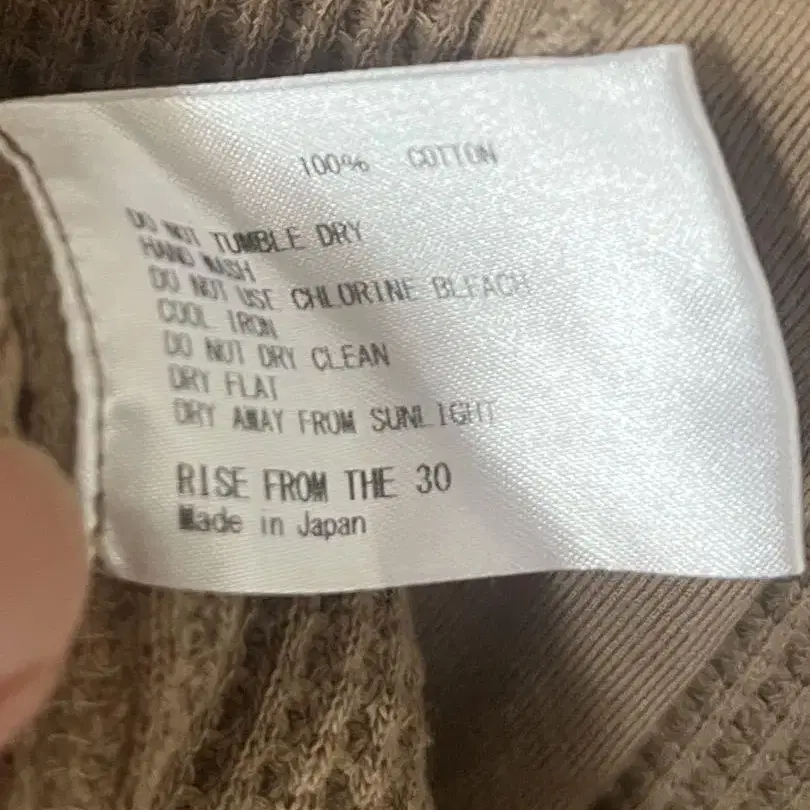 100% COTTON
DO NOT TUMBLE DRY
HAND WASH
DO NOT USE CHLORINE BLEACH
COOL IRON
DO NOT DRY CLEAN
DRY FLAT
DRY AWAY FROM SUNLIGHT
RISE FROM THE 30
Made in Japan